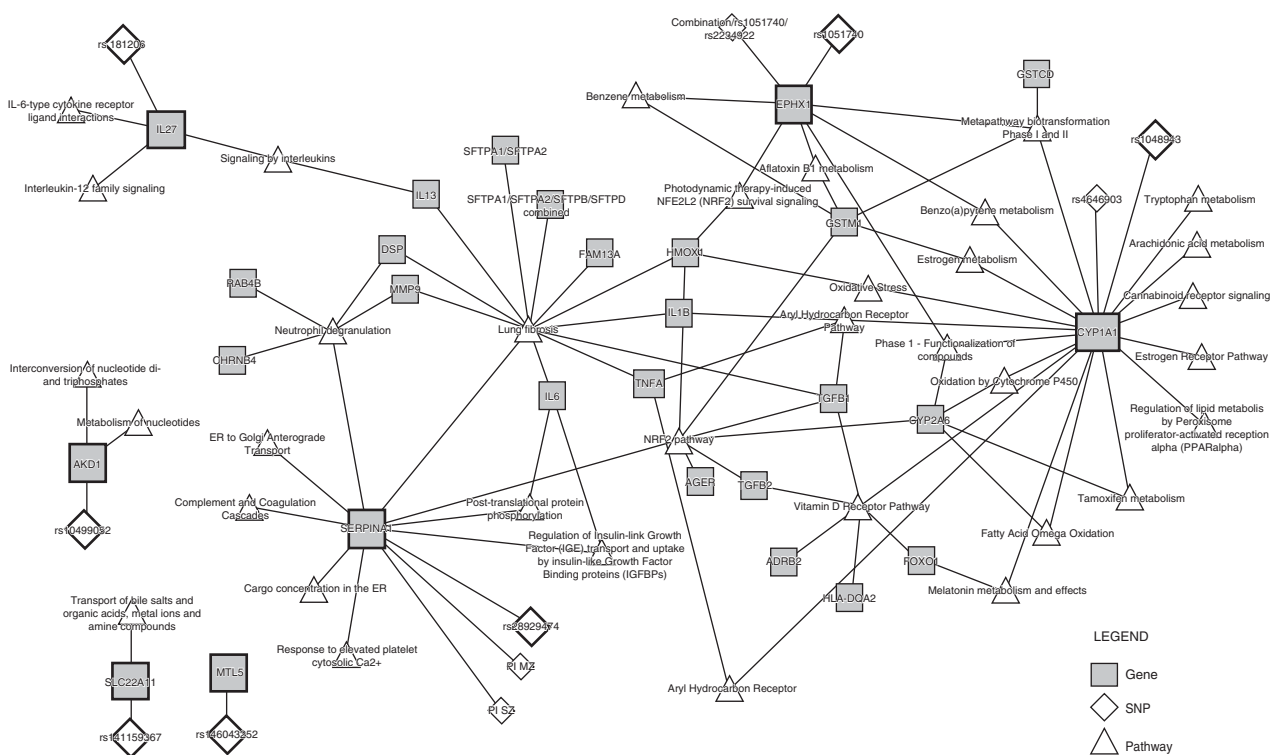 Combination/rs1051740/
rs2234922
rs1051740
rs181206
GSTCD
IL-6-type cytokine receptor
ligand interactions
IL27
Benzene metabolism
EPHX1
Metapathway biotransformation
Phase I and II
rs1048943
SFTPA1/SFTPA2
Signaling by interleukins
Aflatoxin B1 metabolism
Interleukin-12 family signaling
IL13
SFTPA1/SFTPA2/SFTPB/SFTPD
combined
Photodynamic therapy-induced
NFE2L2 (NRF2) survival signaling
rs4646903
Tryptophan metabolism
GSTM1
Benzo(a)pyrene metabolism
DSP
FAM13A
HMOX1
Arachidonic acid metabolism
Estrogen metabolism
RAB4B
MMP9
Oxidative Stress
Cannabinoid receptor signaling
IL1B
Aryl Hydrocarbon Receptor
Pathway
Neutrophil degranulation
Lung fibrosis
CYP1A1
Phase 1 - Functionalization of
compounds
CHRNB4
Estrogen Receptor Pathway
Interconversion of nucleotide di-
and triphosphates
TNFA
Oxidation by Cytochrome P450
IL6
TGFB1
Metabolism of nucleotides
CYP2A6
Regulation of lipid metabolis
by Peroxisome
proliferator-activated reception
alpha (PPARalpha)
ER to Golgi Anterograde
Transport
NRF2 pathway
AKD1
AGER
TGFB2
Complement and Coagulation
Cascades
Post-translational protein
phosphorylation
Vitamin D Receptor Pathway
Tamoxifen metabolism
rs10499052
SERPINA1
Regulation of Insulin-link Growth
Factor (IGE) transport and uptake
by insulin-like Growth Factor
Binding proteins (IGFBPs)
Fatty Acid Omega Oxidation
ADRB2
FOXO1
Cargo concentration in the ER
HLA-DQA2
Melatonin metabolism and effects
Transport of bile salts and
organic acids, metal ions and
amine compounds
rs28929474
Response to elevated platelet
cytosolic Ca2+
PI MZ
SLC22A11
MTL5
Aryl Hydrocarbon Receptor
PI SZ
rs141159367
rs146043252
LEGEND
Gene
SNP
Pathway